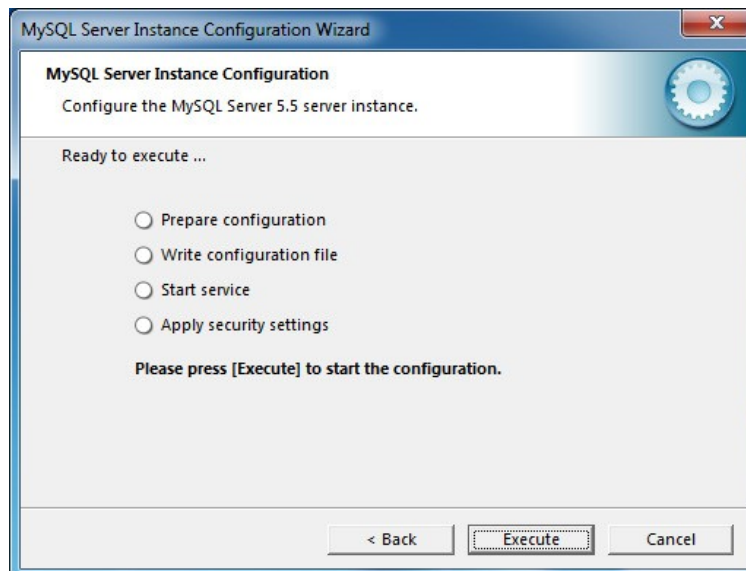 MySQL Server Instance Configuration Wizard
MySQL Server Instance Configuration
Configure the MySQL Server 5.5 server instance.
Ready to execute ...
Prepare configuration
Write configuration file
Start service
Apply security settings
Please press [Execute] to start the configuration.
< Back Execute Cancel